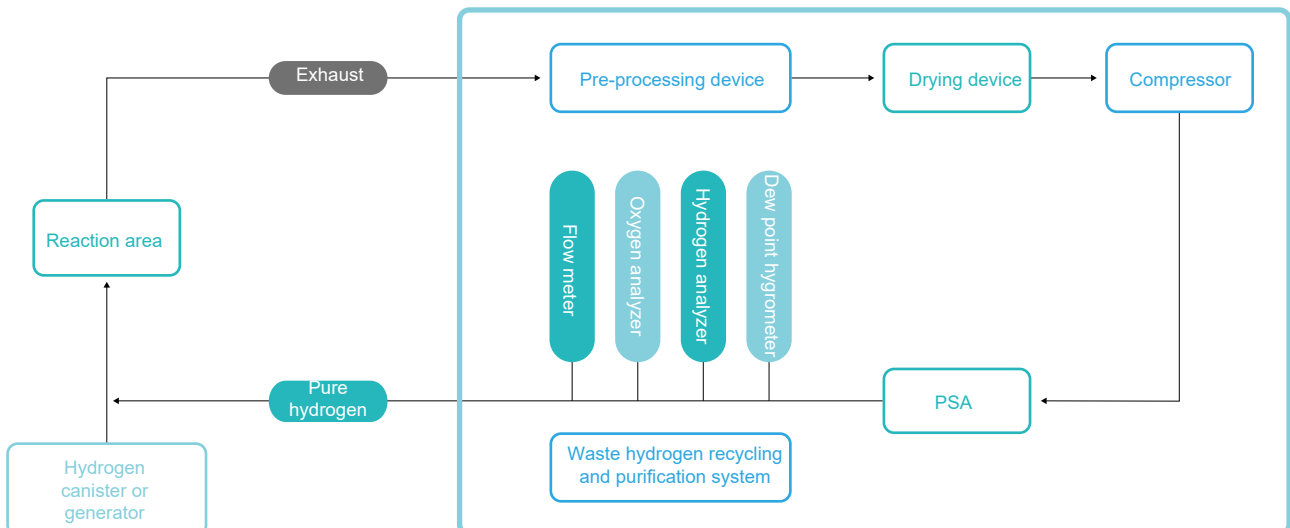 Exhaust
Pre-processing device
Drying device
Compressor
Reaction area
Flow meter
Oxygen analyzer
Hydrogen analyzer
Dew point hygrometer
Pure
hydrogen
PSA
Waste hydrogen recycling
and purification system
Hydrogen
canister or
generator